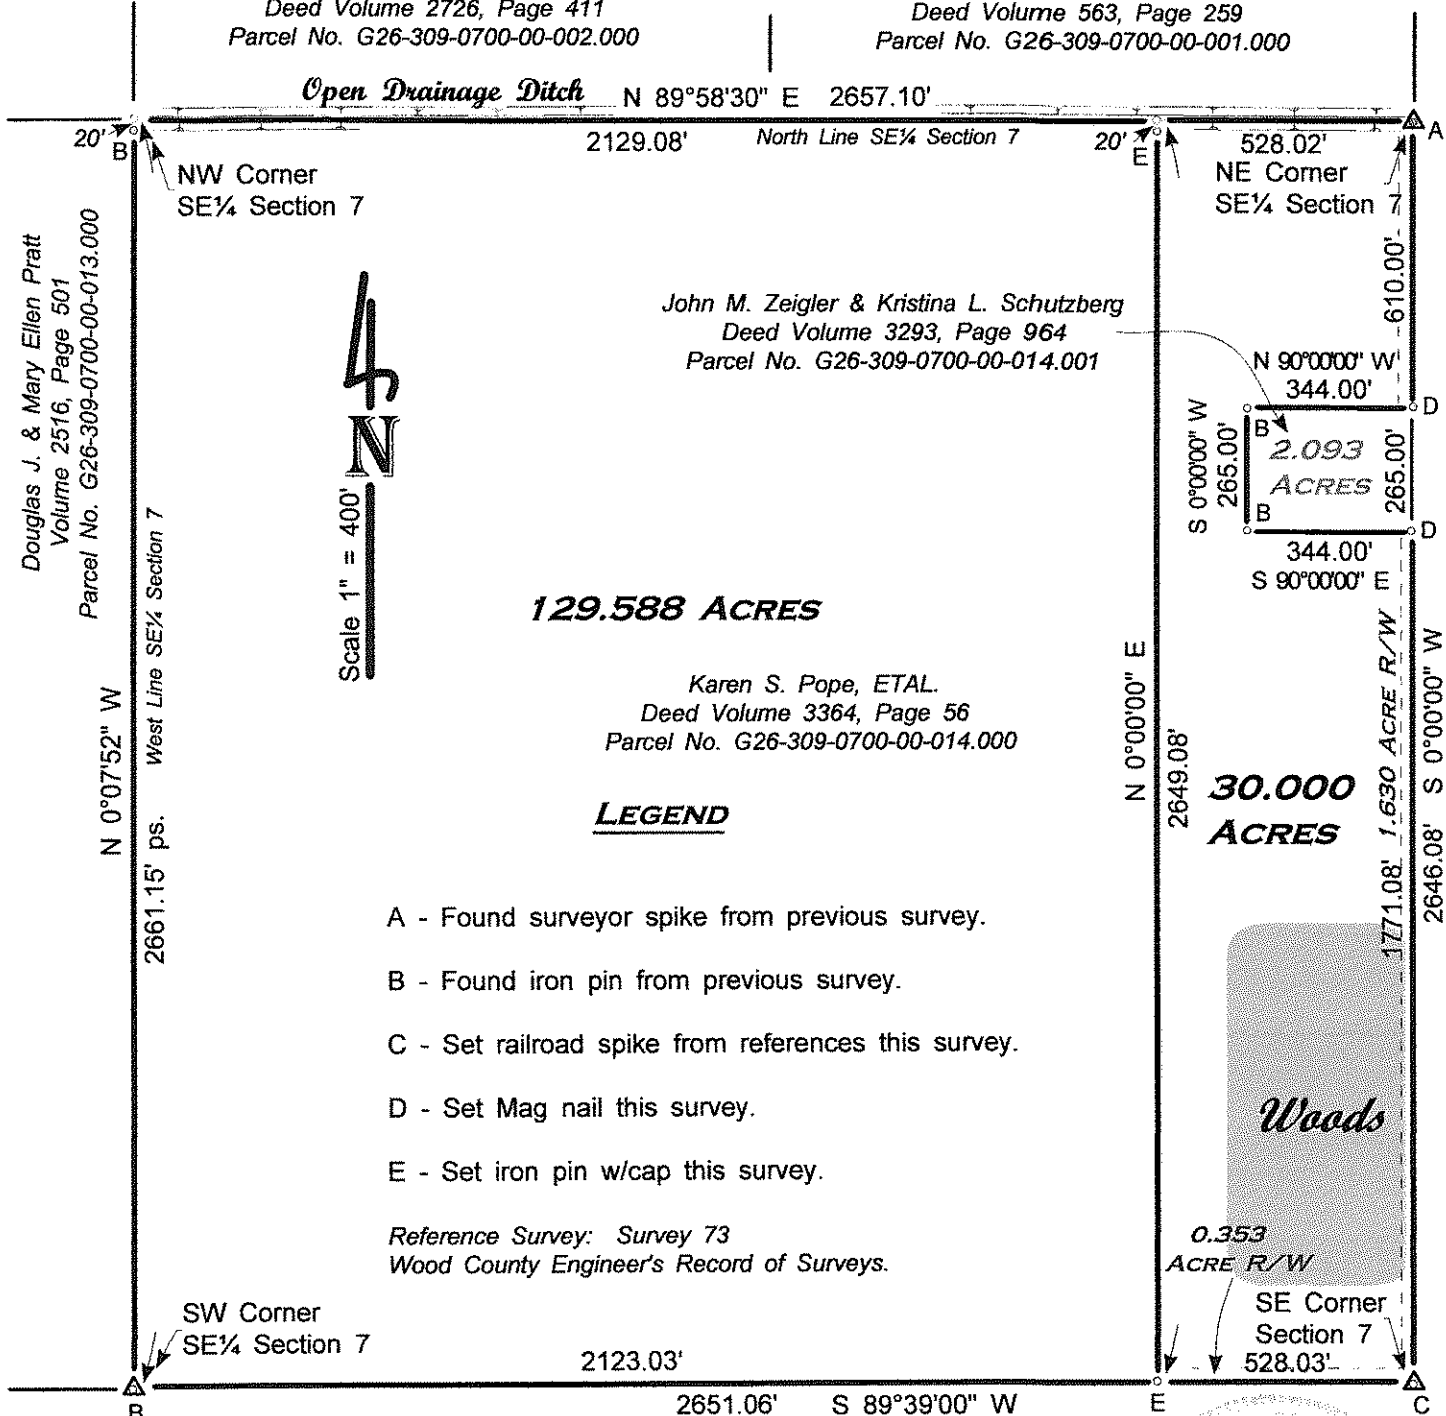 Deed Volume 2726, Page 411
Parcel No. G26-309-0700-00-002.000
Deed Volume 563, Page 259
Parcel No. G26-309-0700-00-001.000
Open Drainage Ditch
N 89°58'30" E 2657.10'
20'
B
2129.08'
North Line SE¼ Section 7
20'
E
528.02'
A
NW Corner
SE¼ Section 7
NE Corner
SE¼ Section 7
Douglas J. & Mary Ellen Pratt
Volume 2516, Page 501
Parcel No. G26-309-0700-00-013.000
610.00'
John M. Zeigler & Kristina L. Schutzberg
Deed Volume 3293, Page 964
Parcel No. G26-309-0700-00-014.001
N 90°00'00" W
344.00'
D
S 0°00'00" W
265.00'
B
2.093
ACRES
265.00'
B
D
344.00'
S 90°00'00" E
4
N
Scale 1" = 400'
West Line SE¼ Section 7
N 0°07'52" W
2661.15' ps.
129.588 ACRES
Karen S. Pope, ETAL.
Deed Volume 3364, Page 56
Parcel No. G26-309-0700-00-014.000
N 0°00'00" E
2649.08'
30.000
ACRES
1771.08' 1.630 ACRE R/W
2646.08' S 0°00'00" W
LEGEND
A - Found surveyor spike from previous survey.
B - Found iron pin from previous survey.
C - Set railroad spike from references this survey.
D - Set Mag nail this survey.
E - Set iron pin w/cap this survey.
Reference Survey: Survey 73
Wood County Engineer's Record of Surveys.
Woods
0.353
ACRE R/W
SW Corner
SE¼ Section 7
SE Corner
Section 7
2123.03'
528.03'
B
2651.06' S 89°39'00" W
E
C